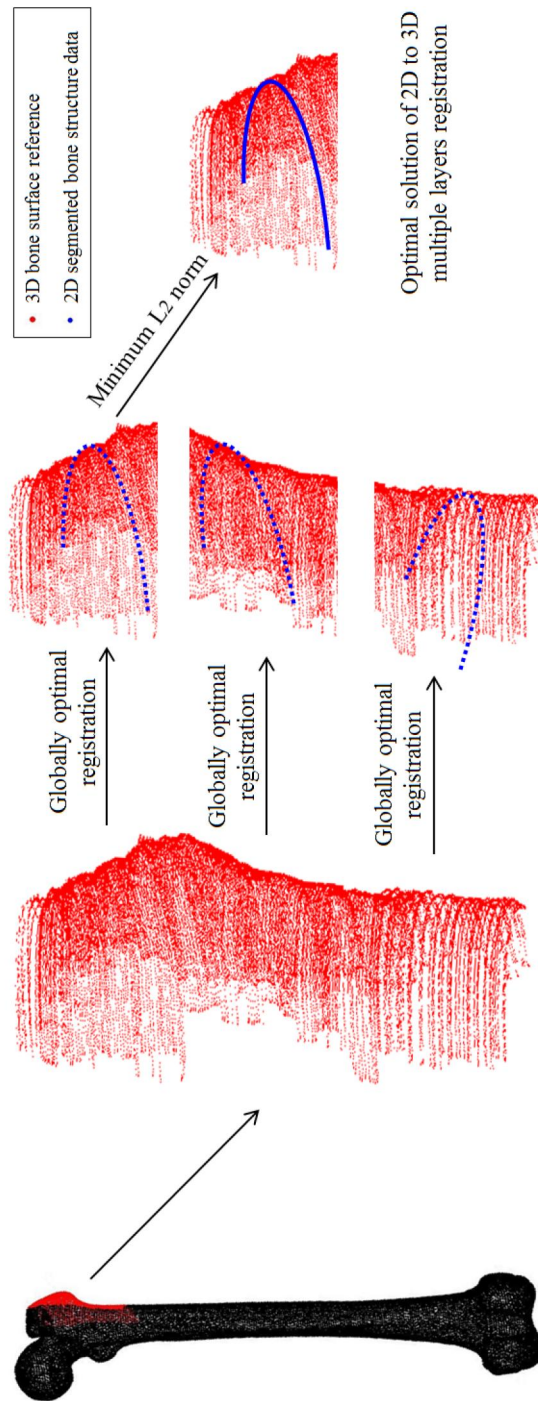 3D bone surface reference
2D segmented bone structure data
Globally optimal
registration
Globally optimal
registration
Globally optimal
registration
Minimum L2 norm
Optimal solution of 2D to 3D
multiple layers registration